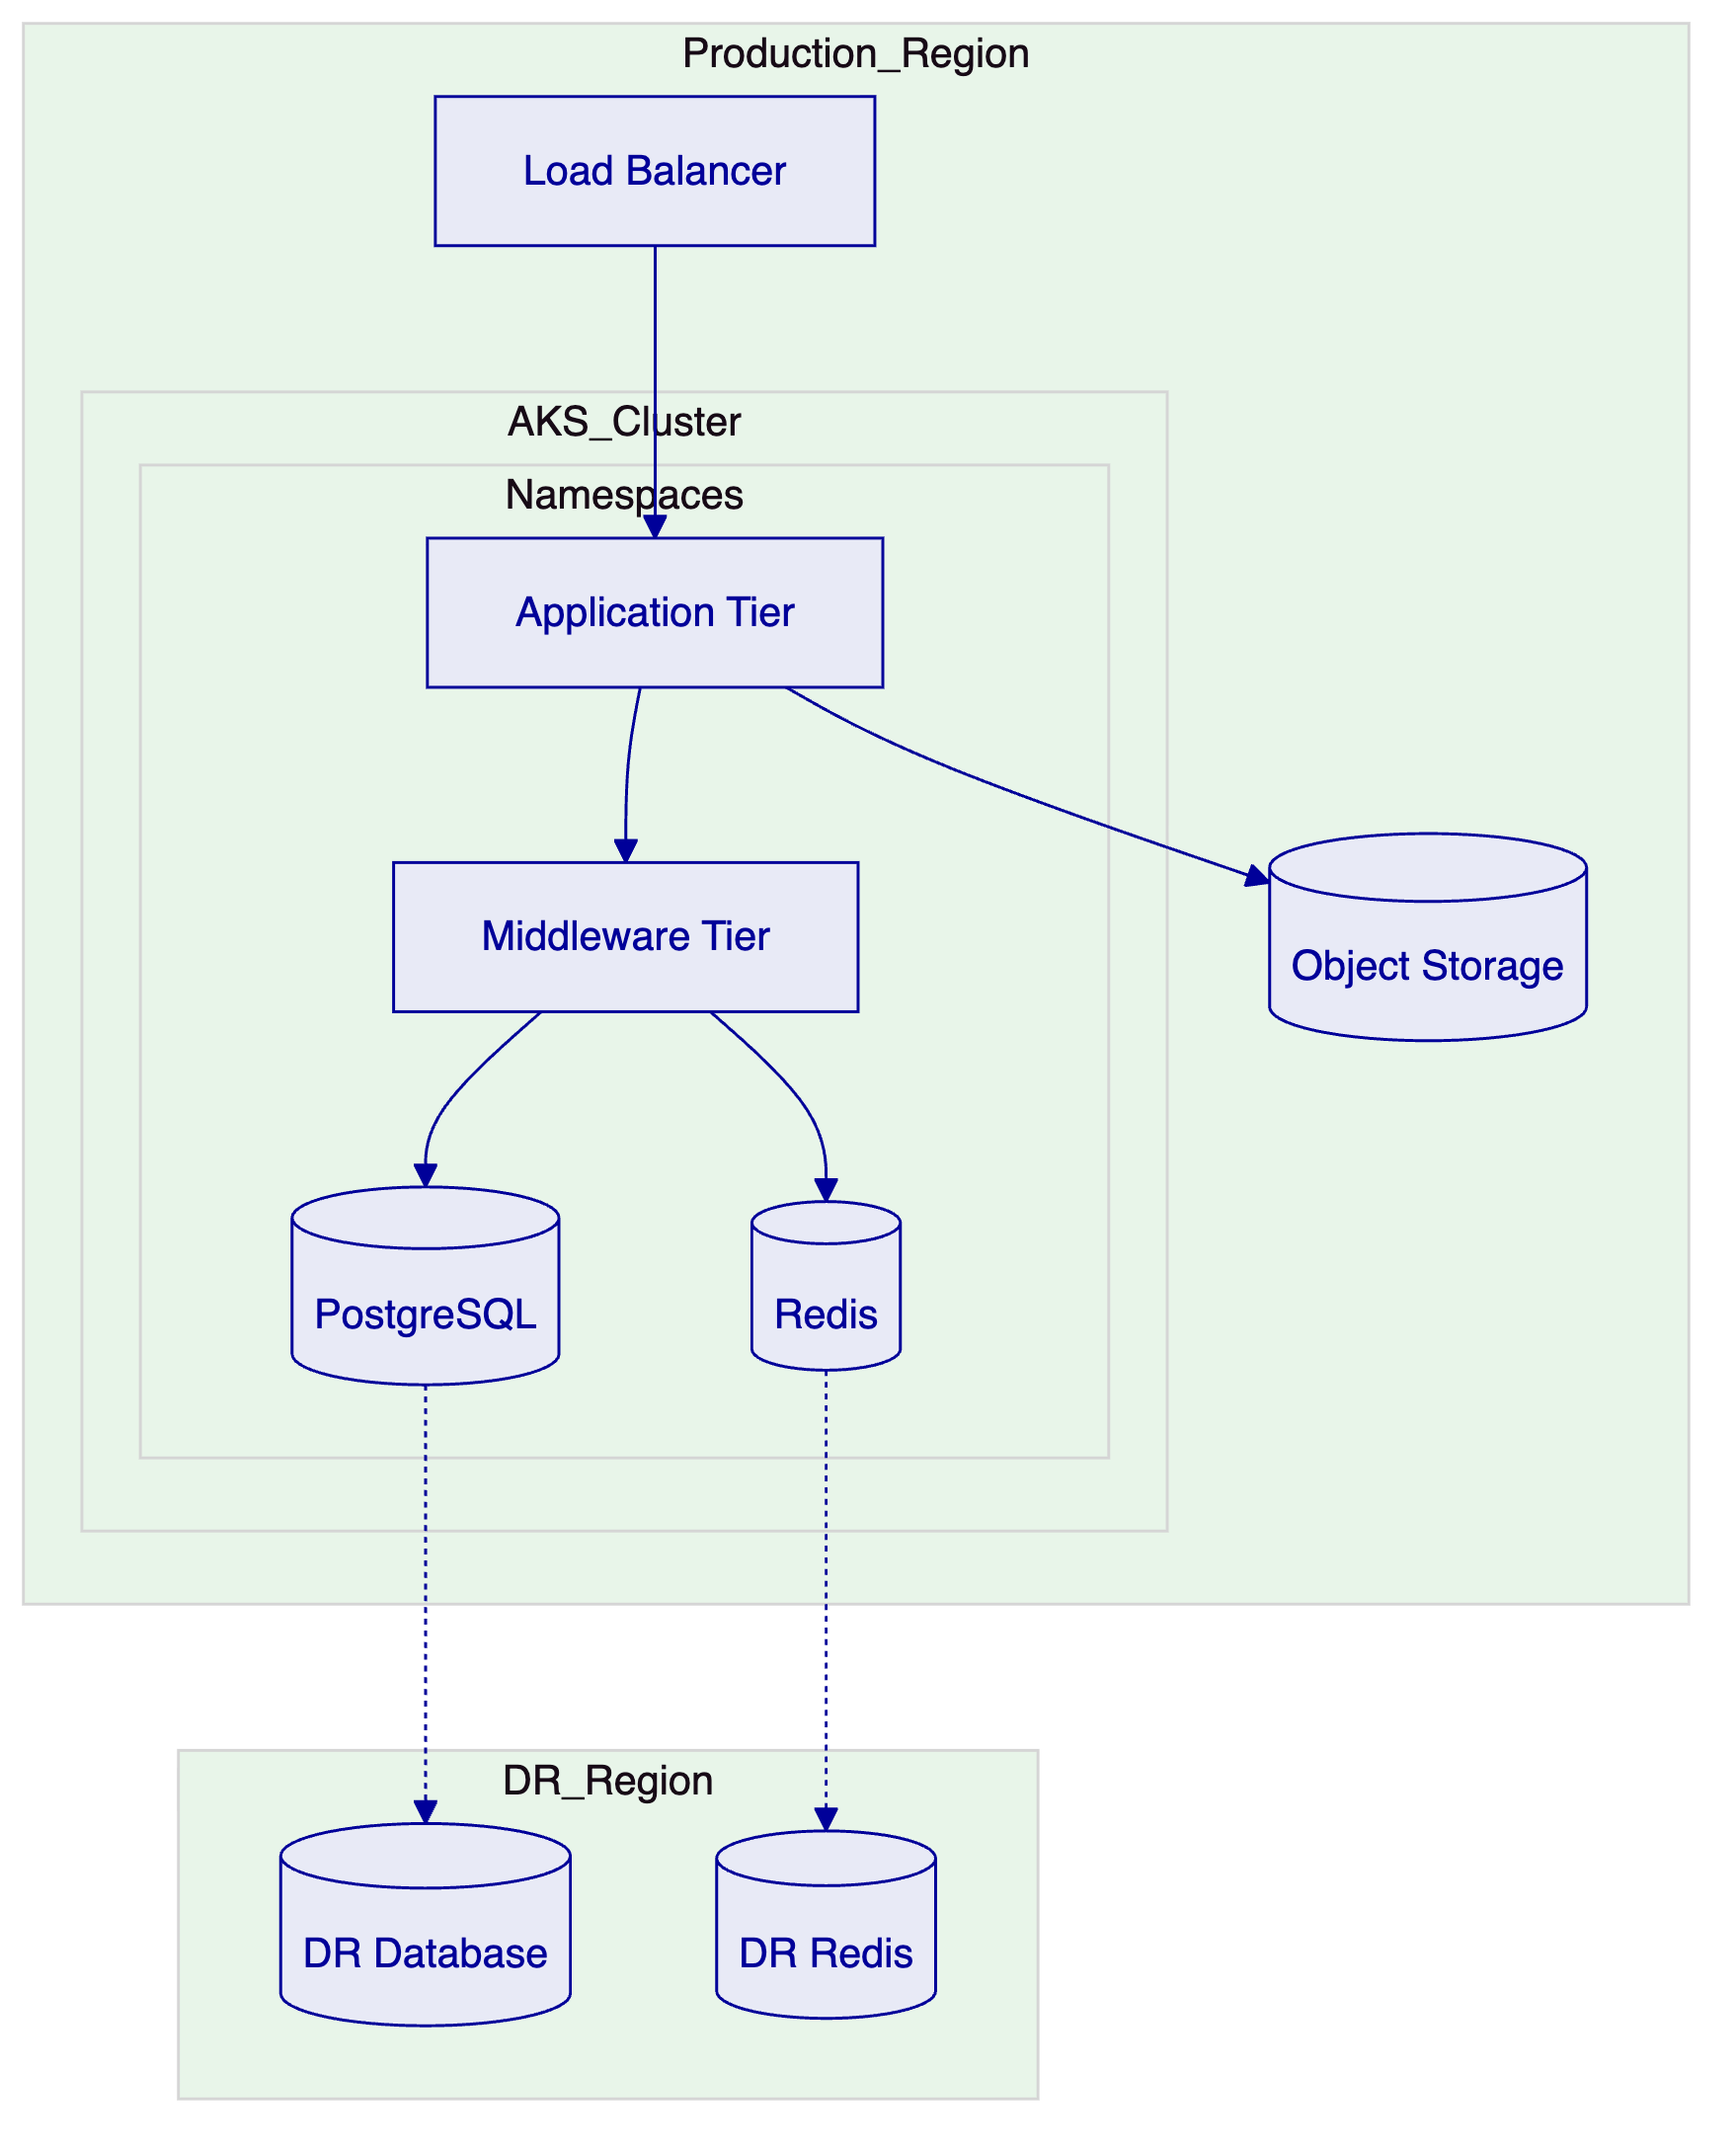 Production_Region
Load Balancer
AKS_Cluster
Namespaces
Application Tier
Middleware Tier
Object Storage
PostgreSQL
Redis
DR_Region
DR Database
DR Redis